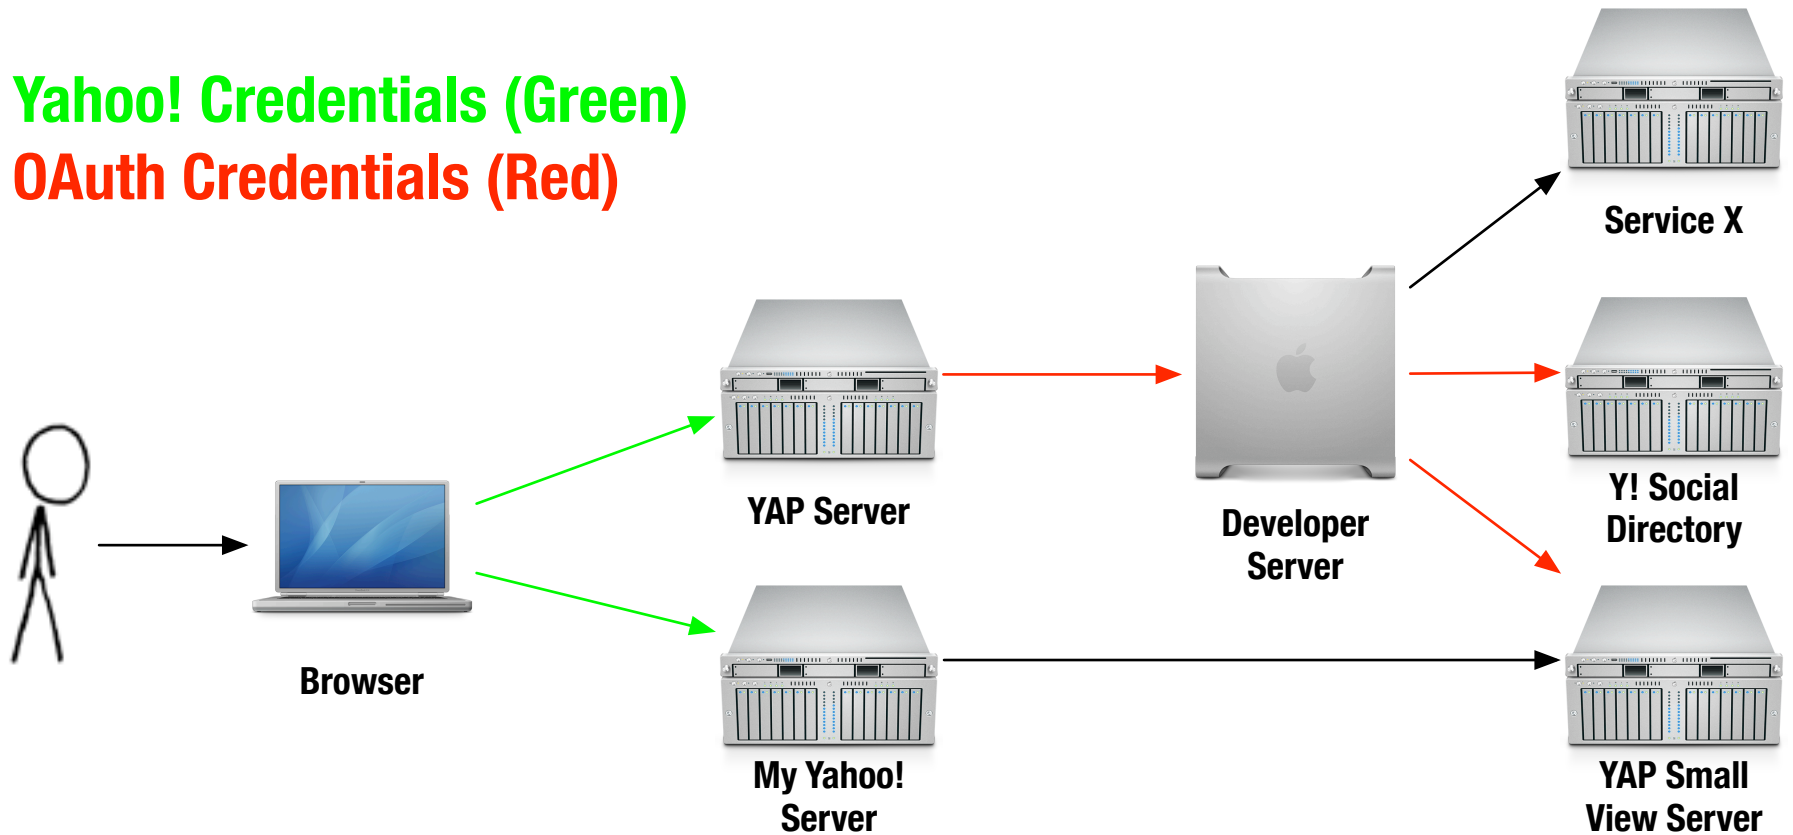 Yahoo! Credentials (Green)
OAuth Credentials (Red)
Service X
YAP Server
Y! Social
Directory
Developer
Server
Browser
My Yahoo!
Server
YAP Small
View Server